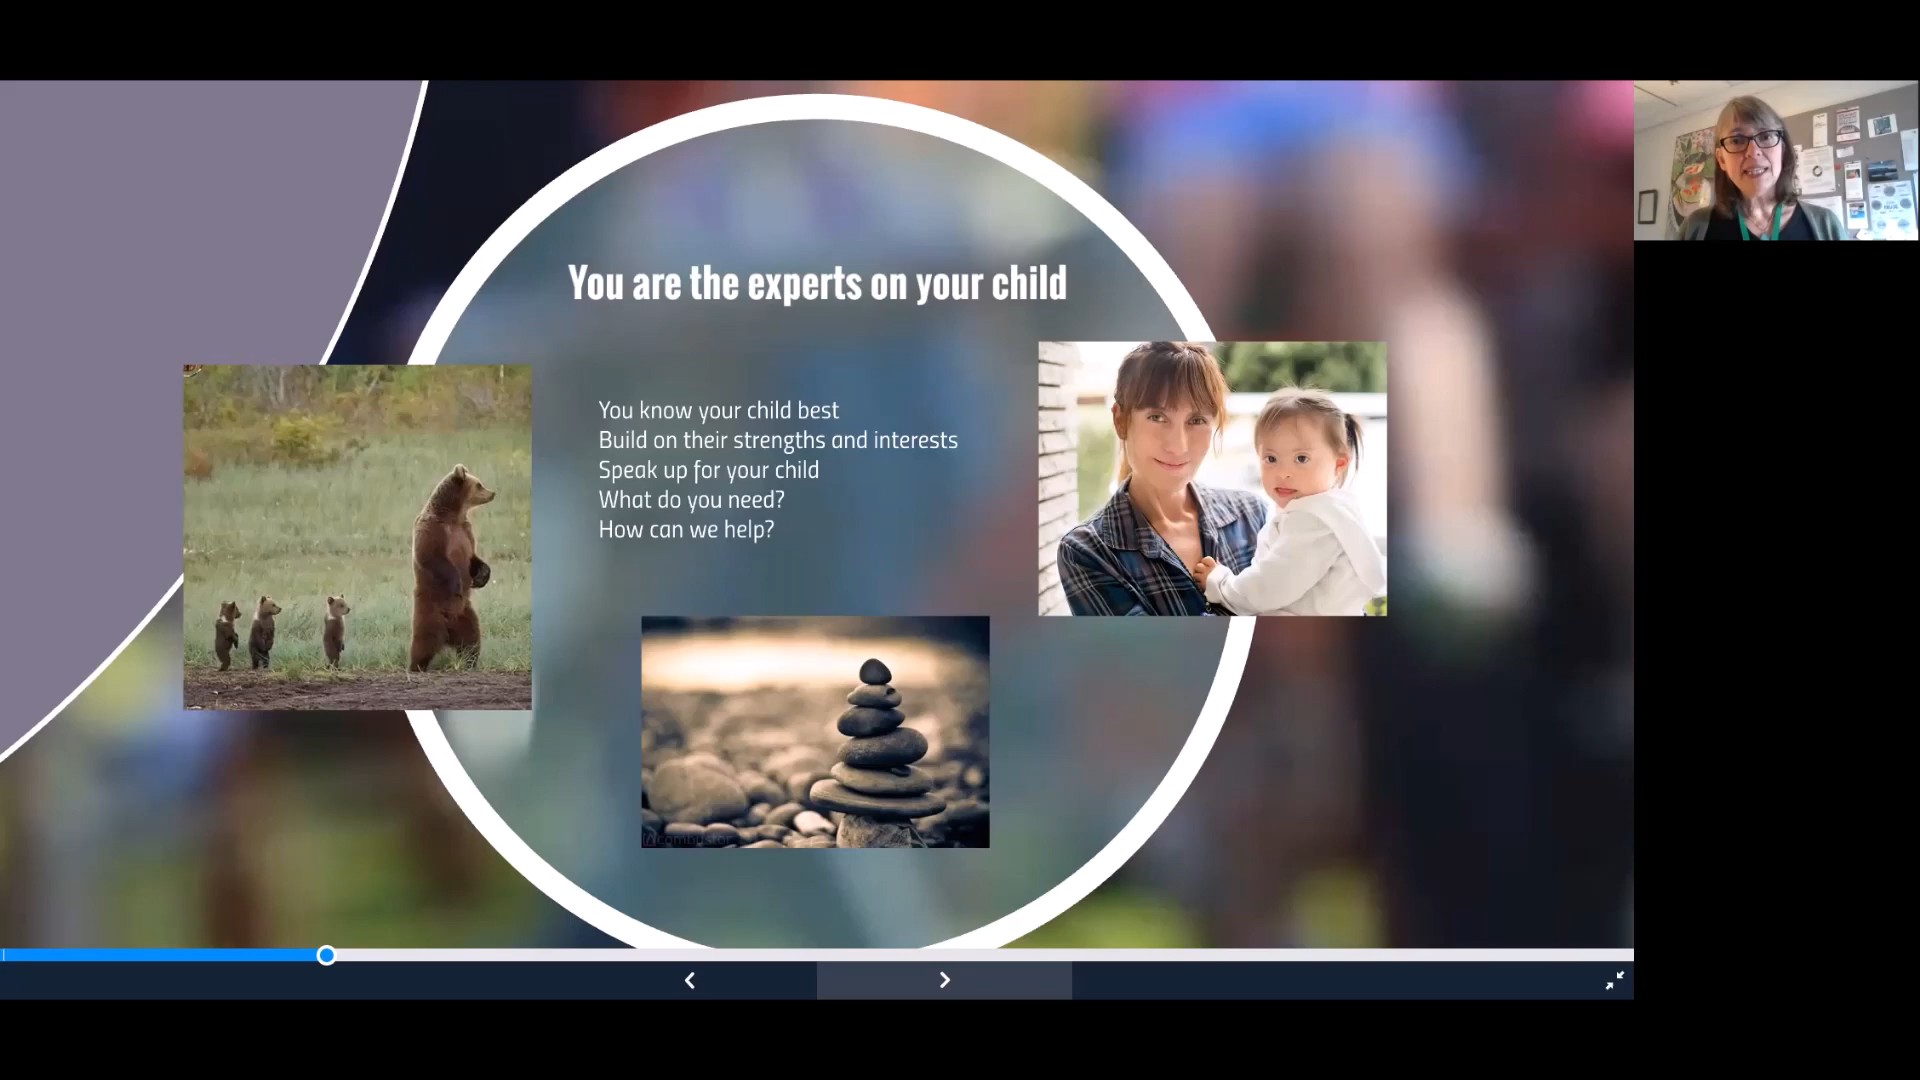 You are the experts on your child
You know your child best
Build on their strengths and interests
Speak up for your child
What do you need?
How can we help?